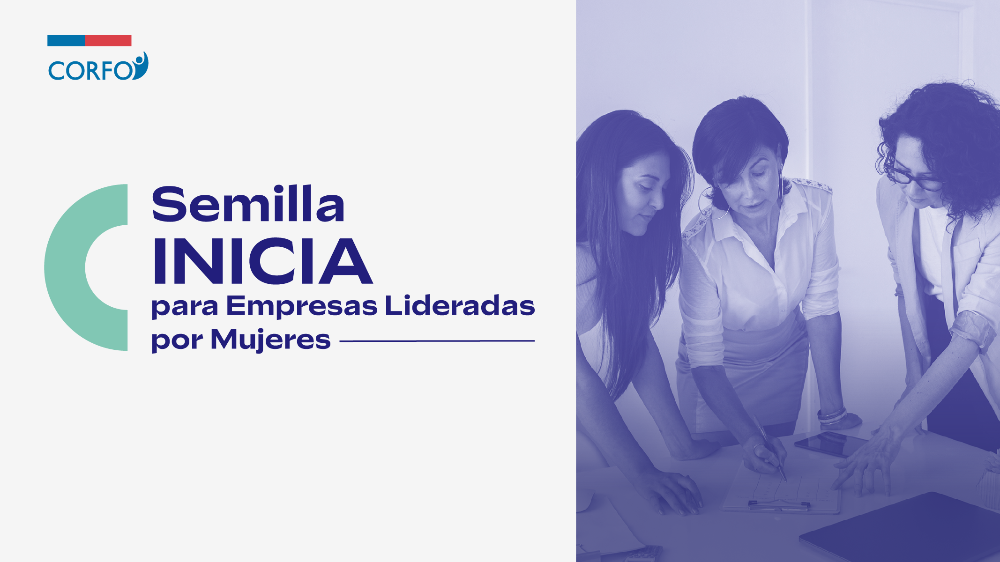 CORFO
Semilla
INICIA
para Empresas Lideradas
por Mujeres